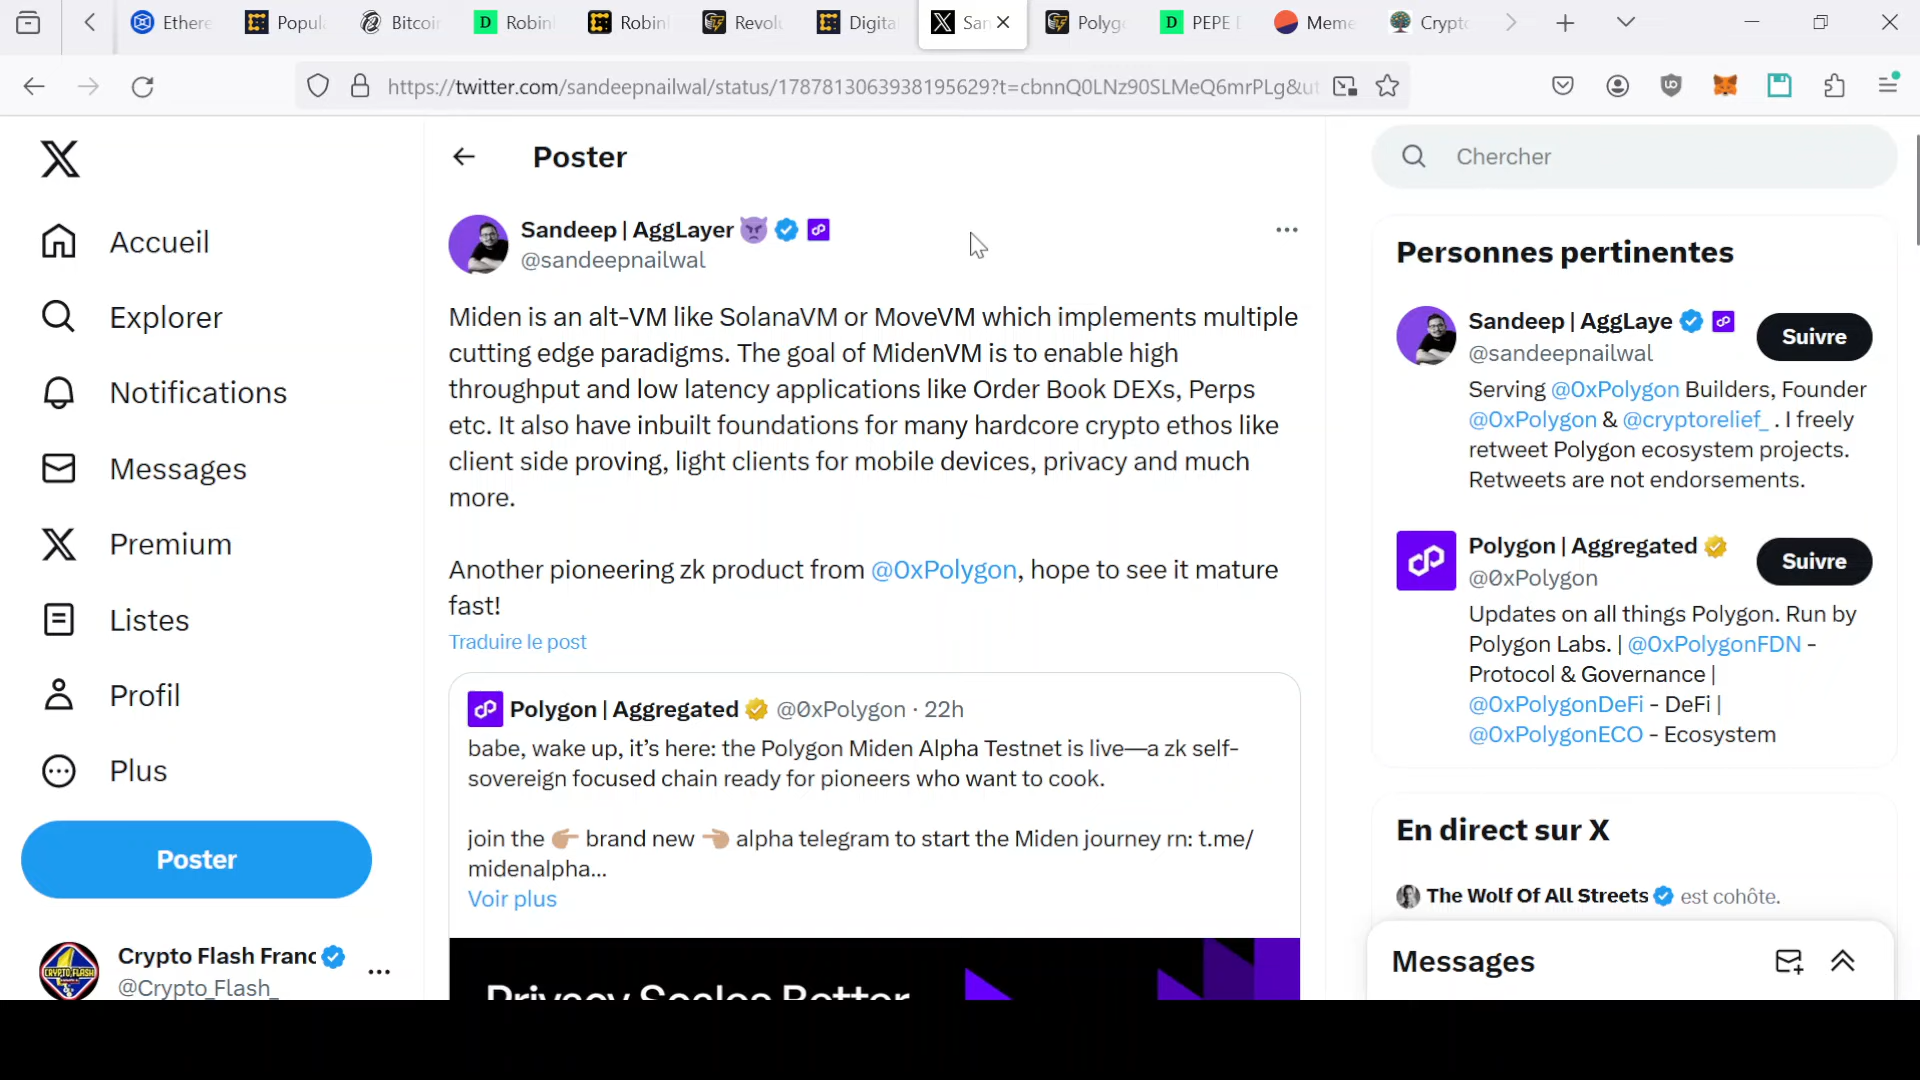 Ethere
Popul
Bitcoi
Robin
Robin
Revol
Digita
San
Polyg
PEPE
Meme
Crypto
https://twitter.com/sandeepnailwal/status/1787813063938195629?t=cbnnQ0LNz90SLMeQ6mrPLg&ut
Accueil
Explorer
Notifications
Messages
Premium
Listes
Profil
Plus
Poster
Crypto Flash Franc
@Crypto_Flash_
Poster
Sandeep | AggLayer 👿
@sandeepnailwal
Miden is an alt-VM like SolanaVM or MoveVM which implements multiple
cutting edge paradigms. The goal of MidenVM is to enable high
throughput and low latency applications like Order Book DEXs, Perps
etc. It also have inbuilt foundations for many hardcore crypto ethos like
client side proving, light clients for mobile devices, privacy and much
more.
Another pioneering zk product from @0xPolygon, hope to see it mature
fast!
Traduire le post
Polygon | Aggregated @0xPolygon · 22h
babe, wake up, it’s here: the Polygon Miden Alpha Testnet is live—a zk self-
sovereign focused chain ready for pioneers who want to cook.
join the 👉🏼 brand new 👈🏼 alpha telegram to start the Miden journey rn: t.me/
midenalpha...
Voir plus
Privacy Scales Better
Chercher
Personnes pertinentes
Sandeep | AggLaye
@sandeepnailwal
Suivre
Serving @0xPolygon Builders, Founder
@0xPolygon & @cryptorelief_ . I freely
retweet Polygon ecosystem projects.
Retweets are not endorsements.
Polygon | Aggregated
@0xPolygon
Suivre
Updates on all things Polygon. Run by
Polygon Labs. | @0xPolygonFDN -
Protocol & Governance |
@0xPolygonDeFi - DeFi |
@0xPolygonECO - Ecosystem
En direct sur X
The Wolf Of All Streets est cohôte.
Messages